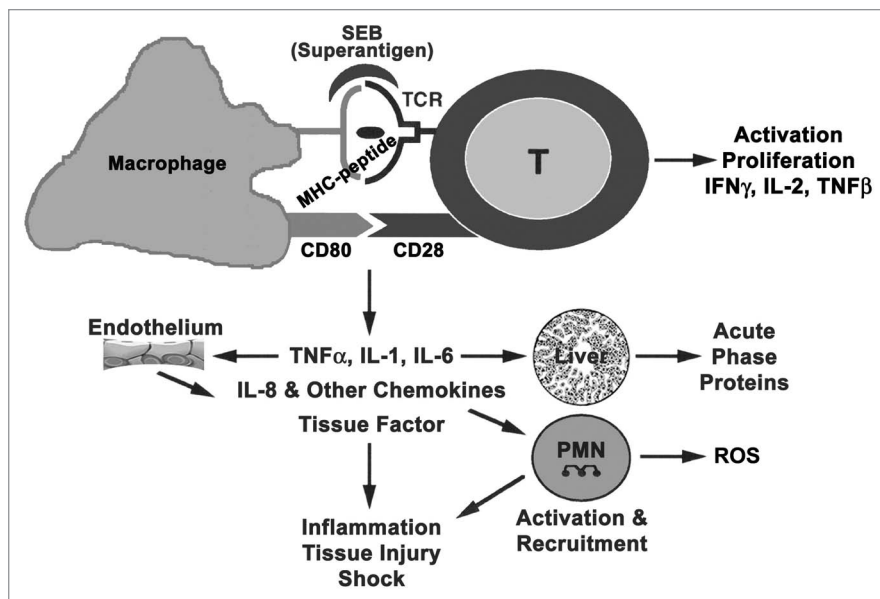 SEB
(Superantigen)
TCR
Macrophage
MHC-peptide
T
Activation
Proliferation
IFNγ, IL-2, TNFβ
CD80
CD28
Endothelium
TNFα, IL-1, IL-6
Liver
Acute
Phase
Proteins
IL-8 & Other Chemokines
Tissue Factor
PMN
ROS
Inflammation
Tissue Injury
Shock
Activation &
Recruitment